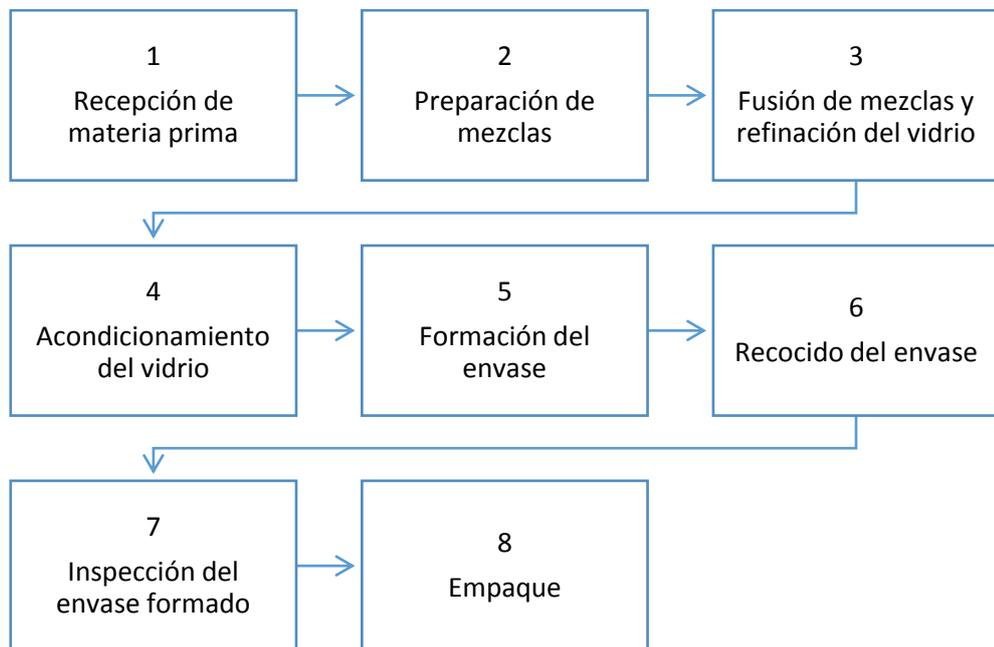 1
Recepción de
materia prima
2
Preparación de
mezclas
3
Fusión de mezclas y
refinación del vidrio
4
Acondicionamiento
del vidrio
5
Formación del
envase
6
Recocido del envase
7
Inspección del
envase formado
8
Empaque